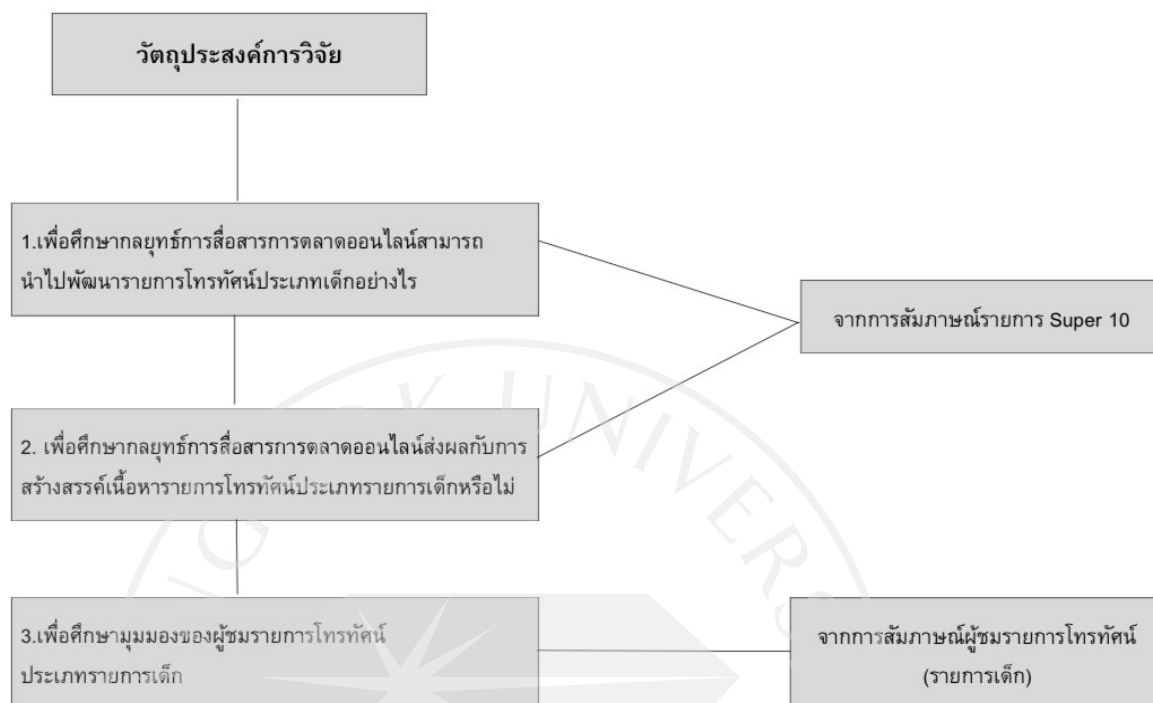 วัตถุประสงค์การวิจัย
1.เพื่อศึกษากลยุทธ์การสื่อสารการตลาดออนไลน์สามารถ
นำไปพัฒนารายการโทรทัศน์ประเภทเด็กอย่างไร
จากการสัมภาษณ์รายการ Super 10
2. เพื่อศึกษากลยุทธ์การสื่อสารการตลาดออนไลน์ส่งผลกับการ
สร้างสรรค์เนื้อหารายการโทรทัศน์ประเภทรายการเด็กหรือไม่
3.เพื่อศึกษามุมมองของผู้ชมรายการโทรทัศน์
ประเภทรายการเด็ก
จากการสัมภาษณ์ผู้ชมรายการโทรทัศน์
(รายการเด็ก)
NGKOK UNIVERS